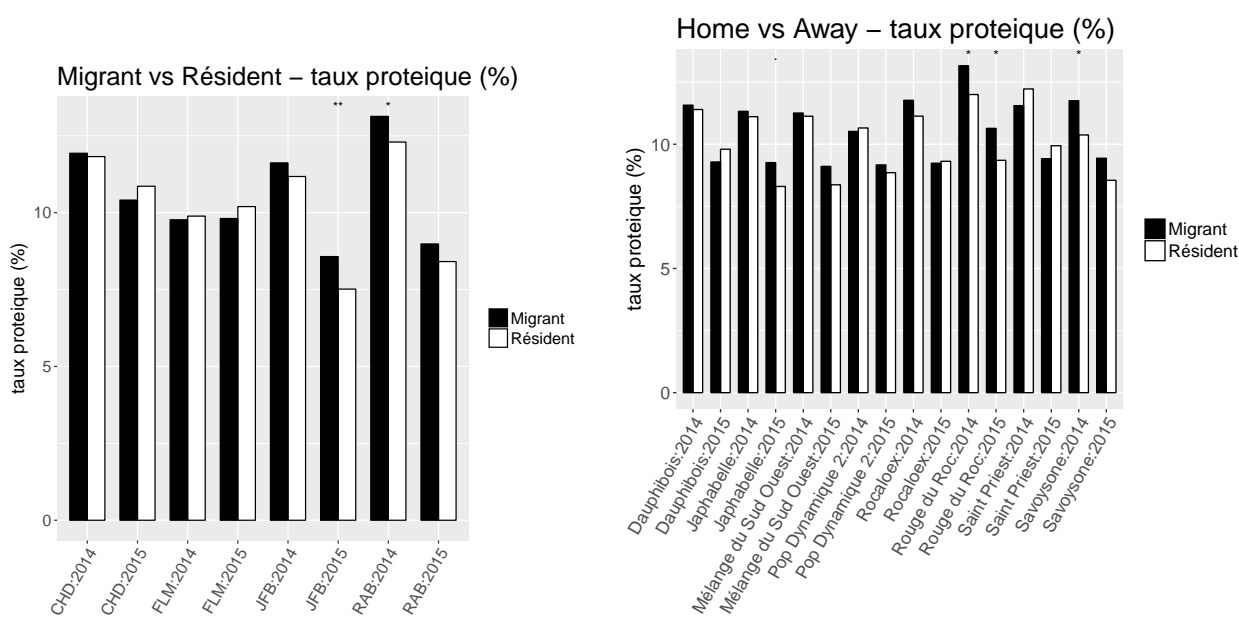 Migrant vs Résident – taux proteique (%)
** *
taux proteique (%)
10
5
0
CHD:2014
CHD:2015
FLM:2014
FLM:2015
JFB:2014
JFB:2015
RAB:2014
RAB:2015
Migrant
Résident
Home vs Away – taux proteique (%)
. * * *
taux proteique (%)
10
5
0
Dauphibois:2014
Dauphibois:2015
Japhabelle:2014
Japhabelle:2015
Mélange du Sud Ouest:2014
Mélange du Sud Ouest:2015
Pop Dynamique 2:2014
Pop Dynamique 2:2015
Rocaloex:2014
Rocaloex:2015
Rouge du Roc:2014
Rouge du Roc:2015
Saint Priest:2014
Saint Priest:2015
Savoysone:2014
Savoysone:2015
Migrant
Résident